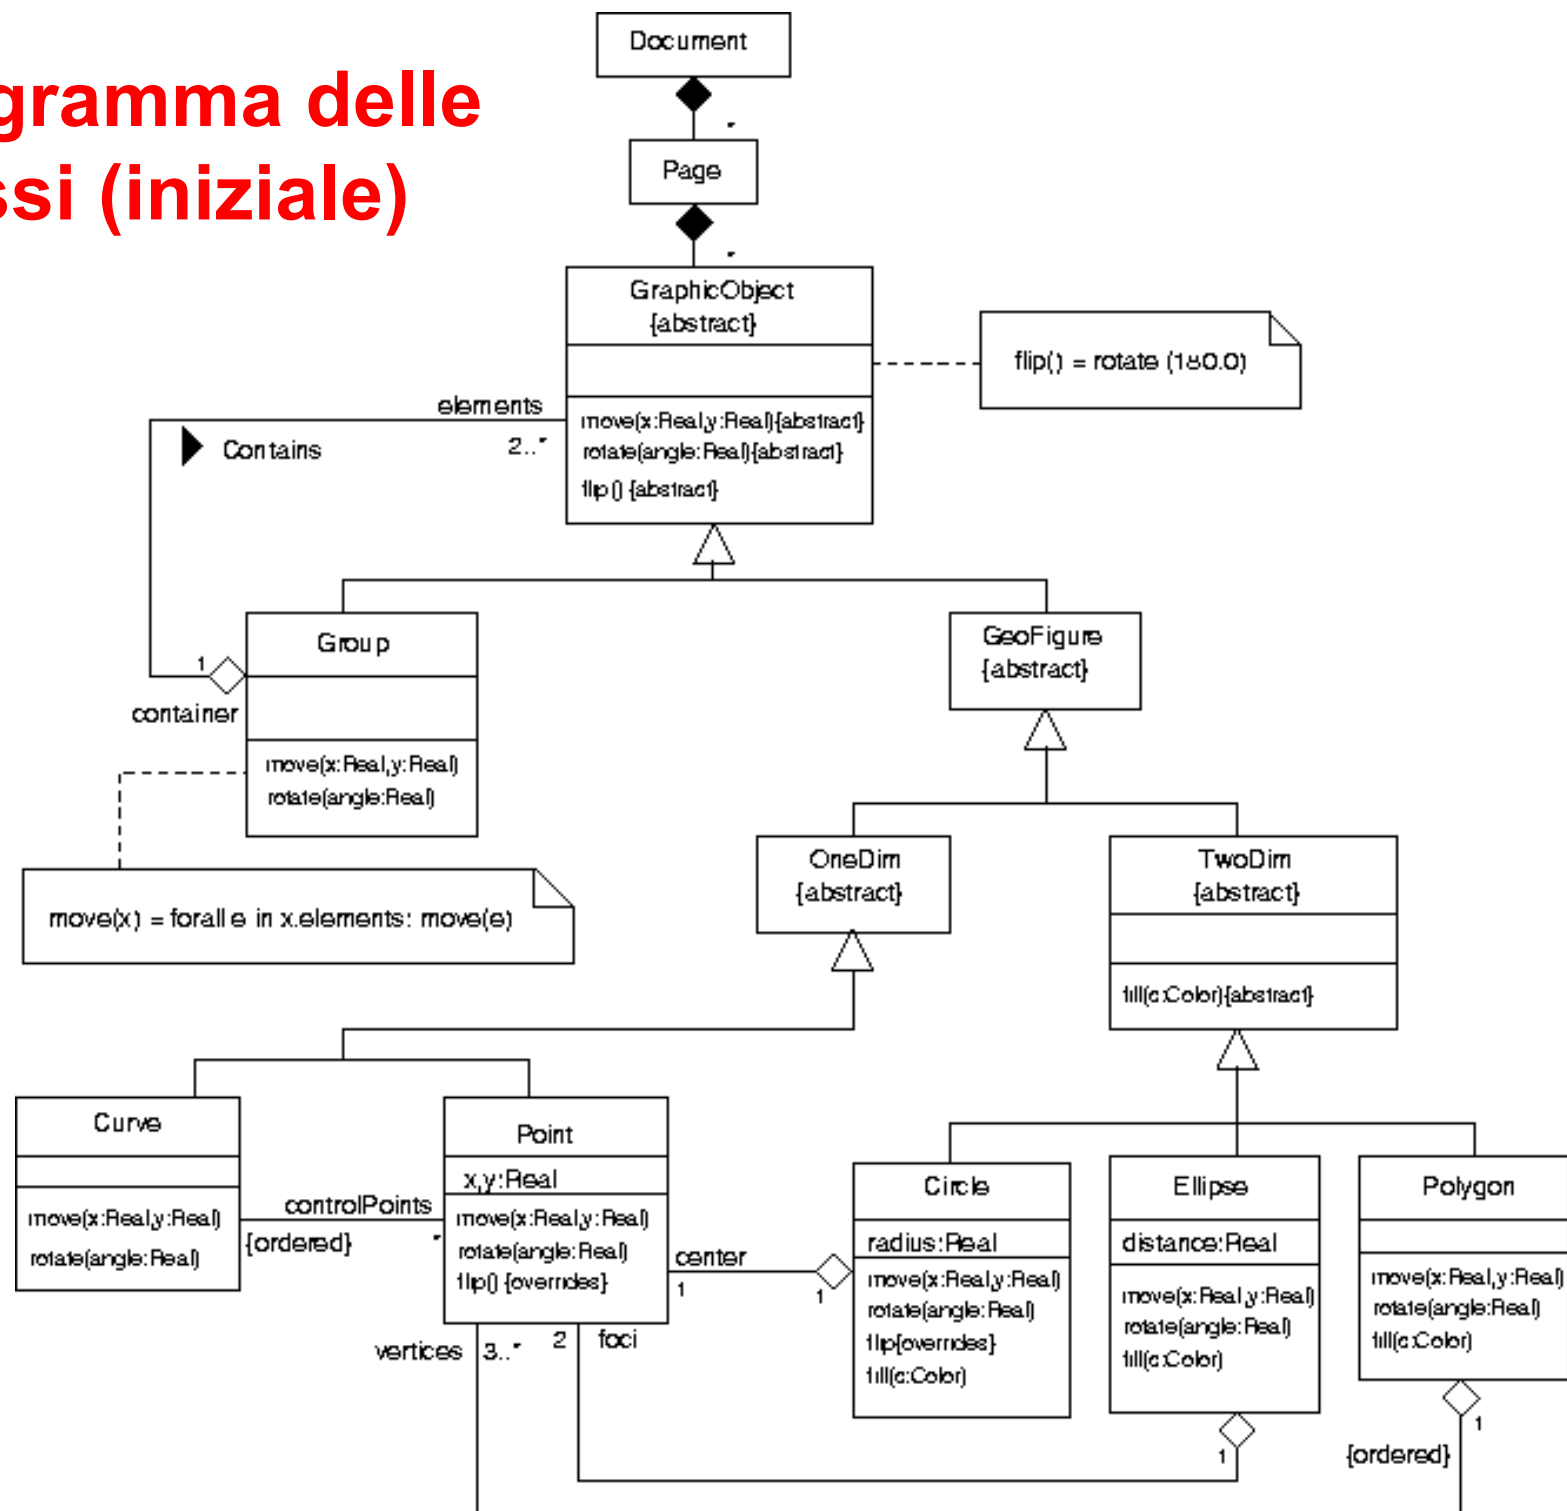 ogramma delle
ssi (iniziale)
Document
*
Page
*
GraphicObject
{abstract}
move(x:Real,y:Real){abstract}
rotate(angle:Real){abstract}
flip() {abstract}
flip() = rotate (180.0)
elements
Contains
2..*
1
container
Group
move(x:Real,y:Real)
rotate(angle:Real)
move(x) = forall e in x.elements: move(e)
GeoFigure
{abstract}
OneDim
{abstract}
TwoDim
{abstract}
fill(c:Color){abstract}
Curve
move(x:Real,y:Real)
rotate(angle:Real)
controlPoints
{ordered}
*
Point
x,y:Real
move(x:Real,y:Real)
rotate(angle:Real)
flip() {overrides}
center
1
1
Circle
radius:Real
move(x:Real,y:Real)
rotate(angle:Real)
flip{overrides}
fill(c:Color)
Ellipse
distance:Real
move(x:Real,y:Real)
rotate(angle:Real)
fill(c:Color)
Polygon
move(x:Real,y:Real)
rotate(angle:Real)
fill(c:Color)
vertices
3..*
2
foci
1
1
{ordered}